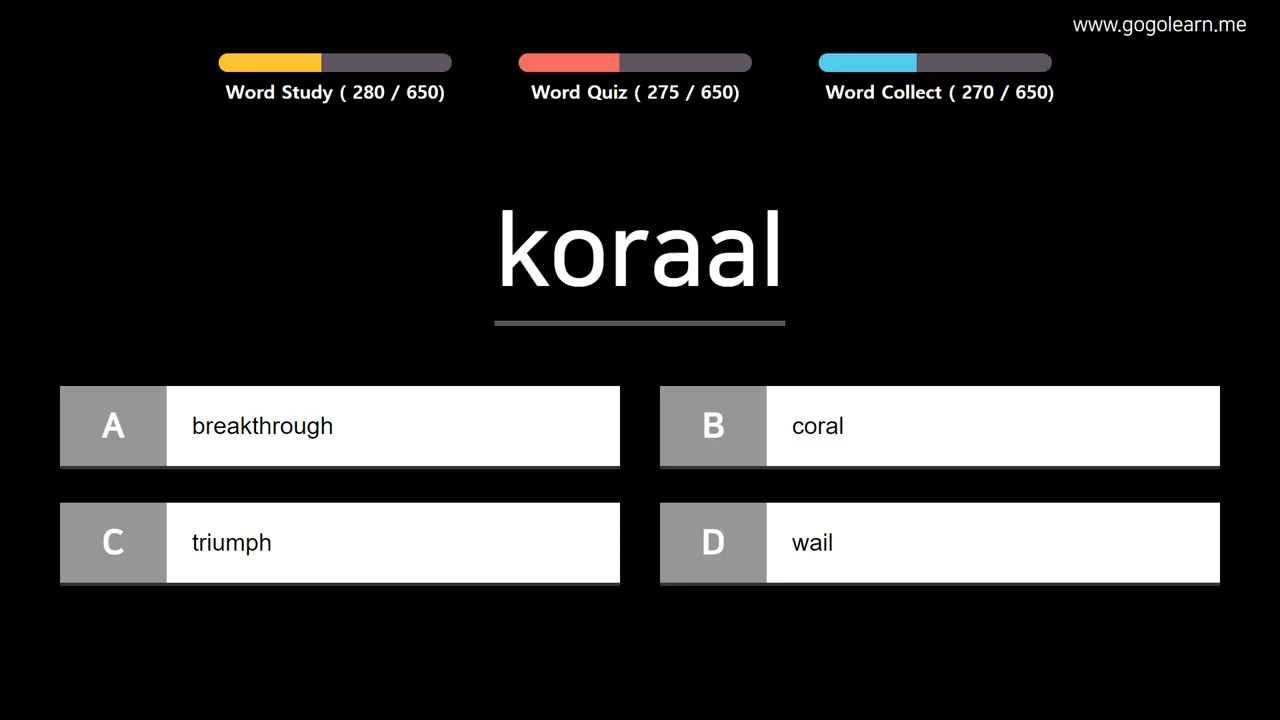 www.gogolearn.me
Word Study ( 280 / 650)
Word Quiz ( 275 / 650)
Word Collect ( 270 / 650)
koraal
A breakthrough
B coral
C triumph
D wail